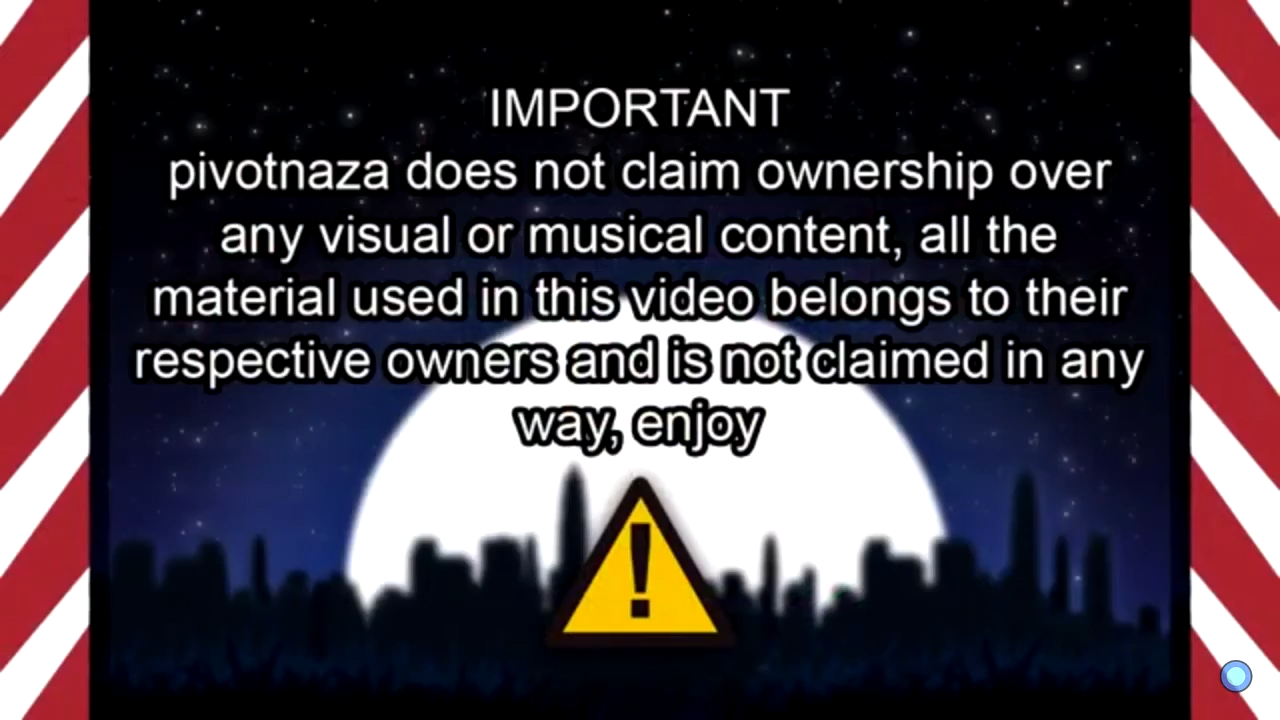 IMPORTANT
pivotnaza does not claim ownership over
any visual or musical content, all the
material used in this video belongs to their
respective owners and is not claimed in any
way, enjoy
!